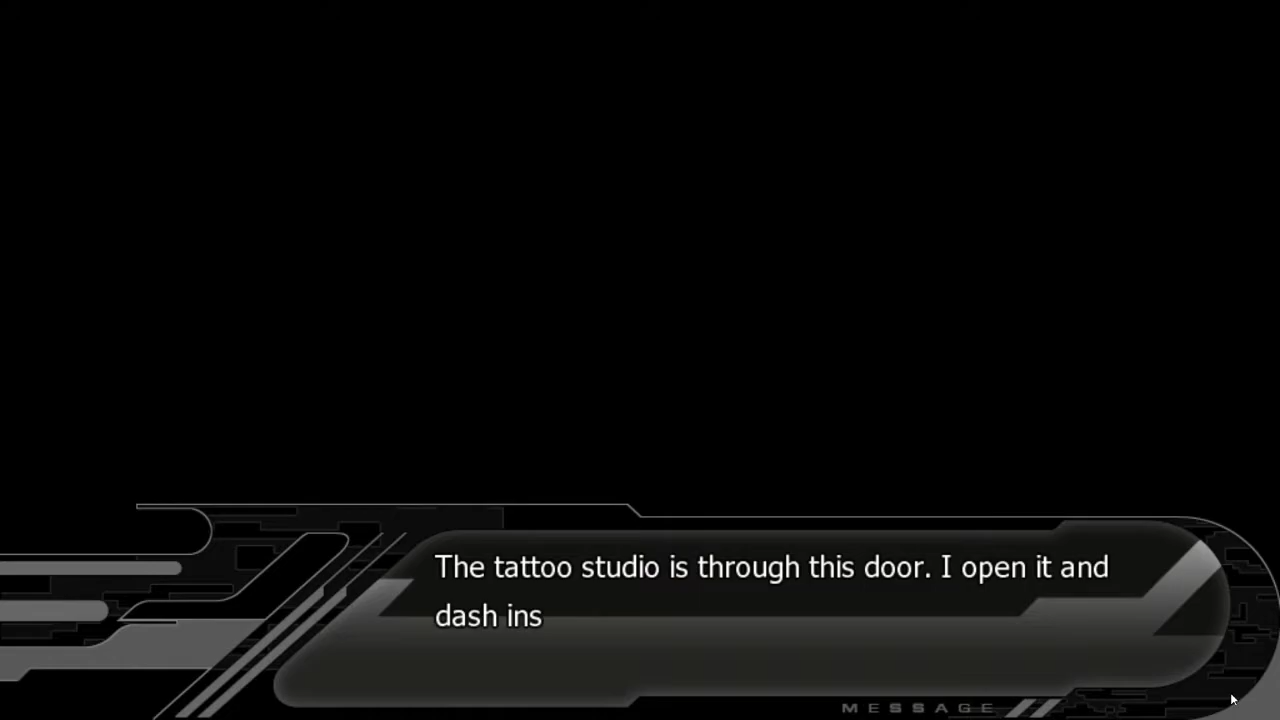 The tattoo studio is through this door. I open it and
dash ins
MESSAGE